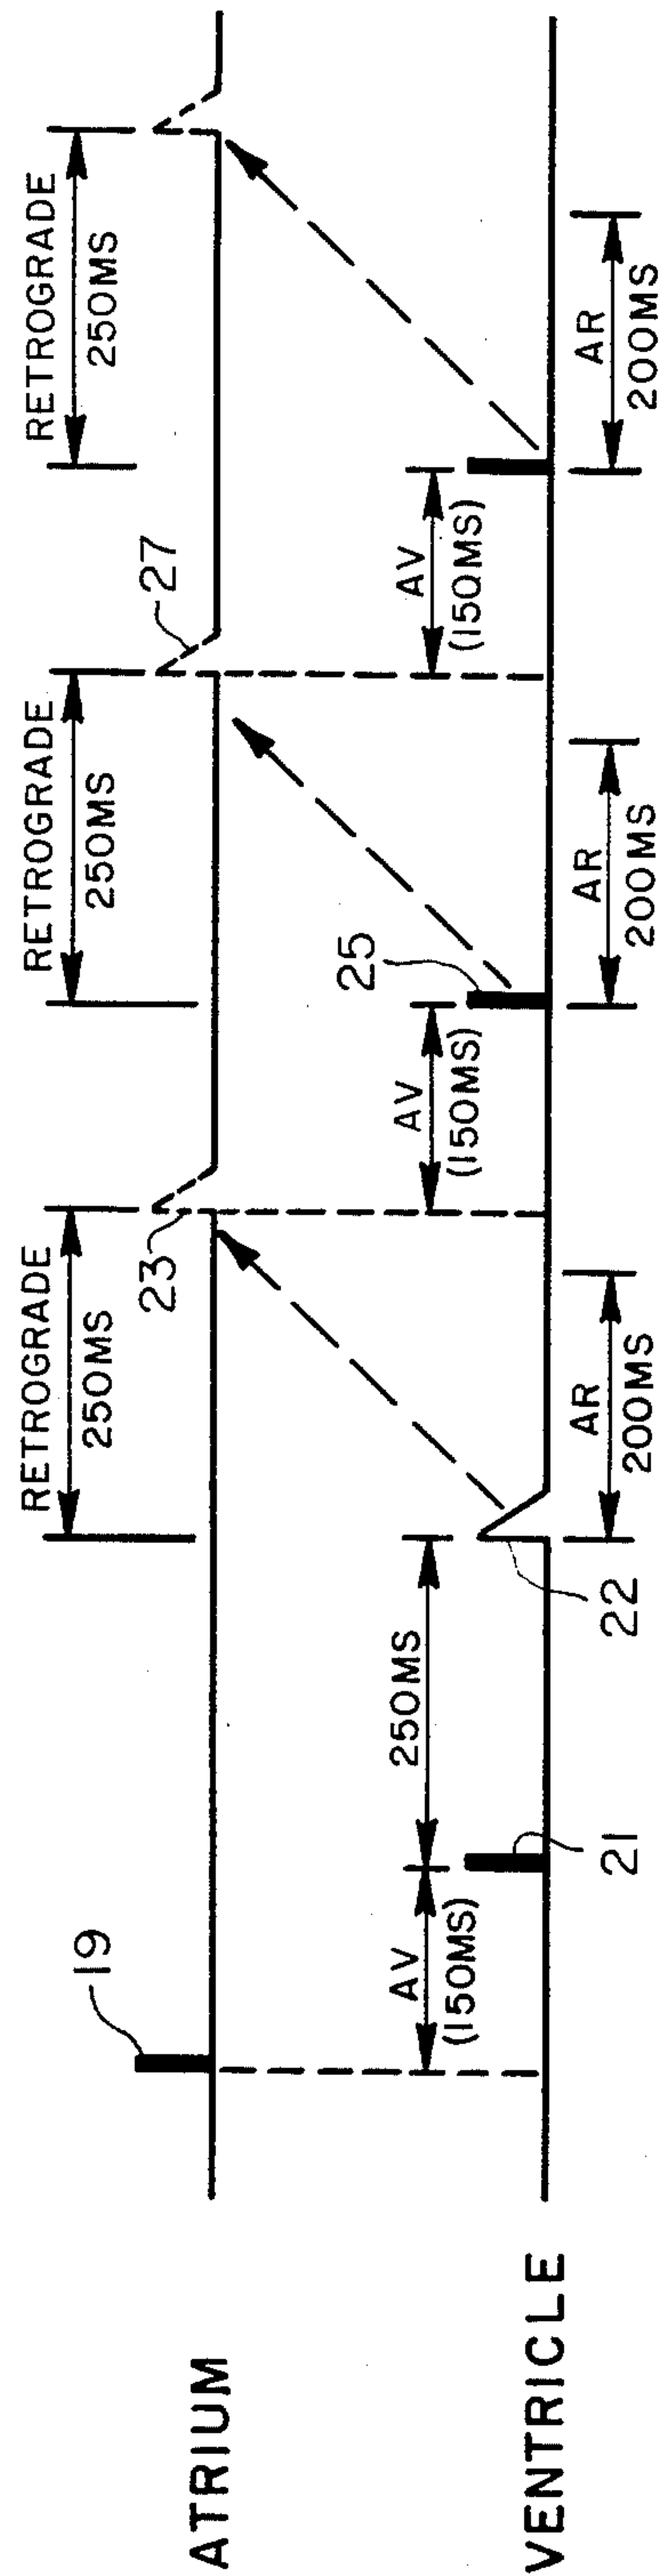 RETROGRADE
250MS
RETROGRADE
250MS
RETROGRADE
250MS
19
23
27
ATRIUM
AV
(150MS)
250MS
AV
(150MS)
25
AV
(150MS)
VENTRICLE
21
22
AR
200MS
AR
200MS
AR
200MS